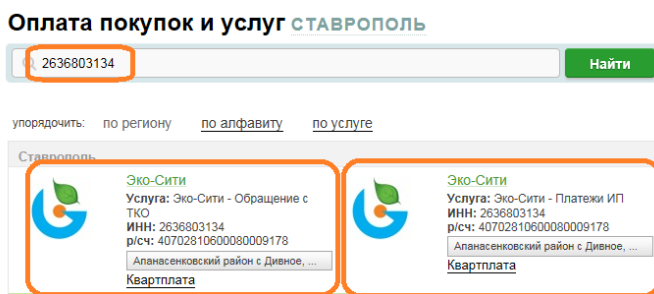 Оплата покупок и услуг СТАВРОПОЛЬ
2636803134
Найти
упорядочить: по региону по алфавиту по услуге
Ставрополь
Эко-Сити
Услуга: Эко-Сити - Обращение с
ТКО
ИНН: 2636803134
р/сч: 40702810600080009178
Апанасенковский район с Дивное, ...
Квартплата
Эко-Сити
Услуга: Эко-Сити - Платежи ИП
ИНН: 2636803134
р/сч: 40702810600080009178
Апанасенковский район с Дивное, ...
Квартплата